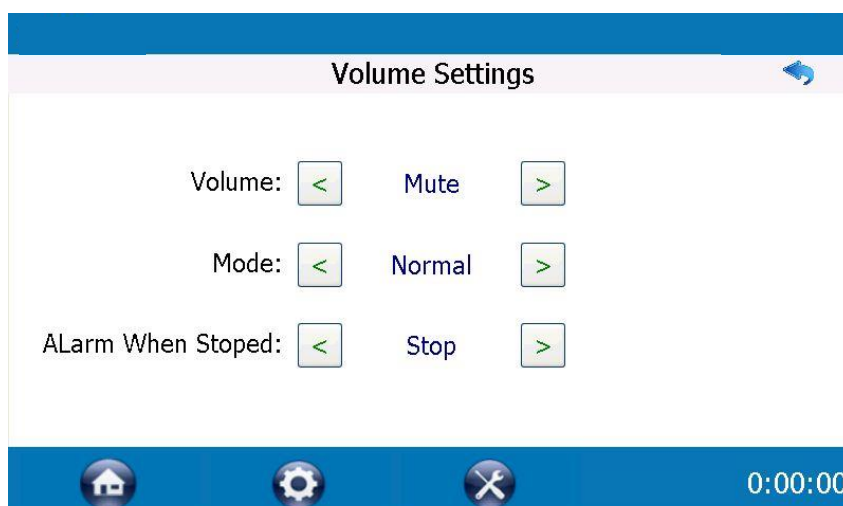 Volume Settings
Volume: < Mute >
Mode: < Normal >
ALarm When Stoped: < Stop >
0:00:00